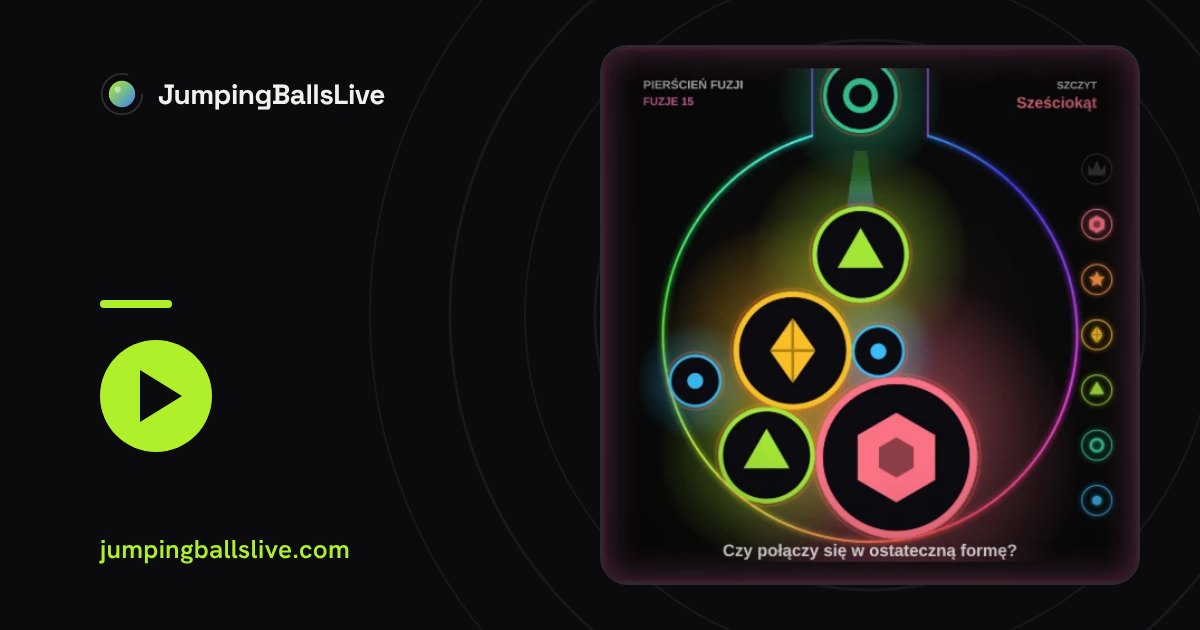 JumpingBallsLive
jumpingballslive.com
PIERŚCIEŃ FUZJI
FUZJE 15
SZCZYT
Sześciokąt
Czy połączy się w ostateczną formę?